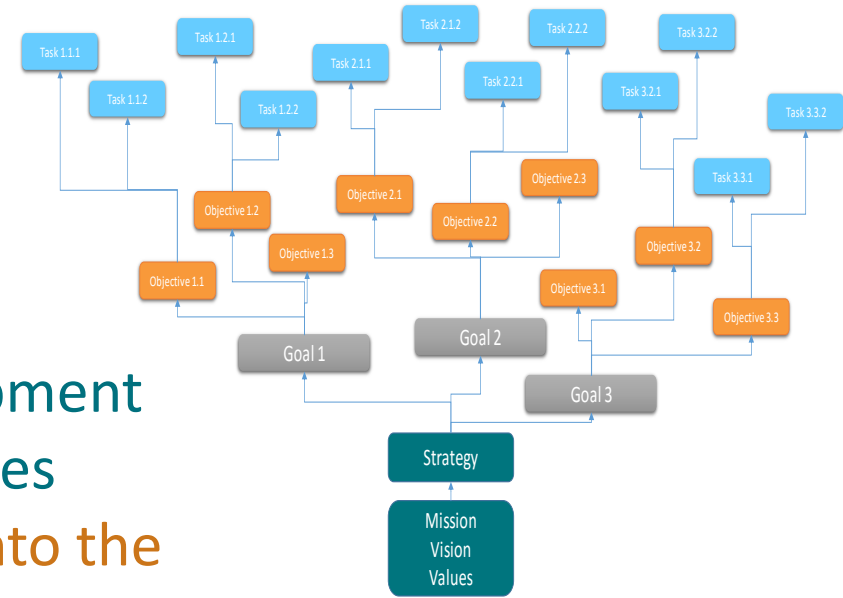 Task 2.1.2
Task 2.2.2
Task 3.2.2
Task 1.2.1
Task 1.1.1
Task 2.1.1
Task 2.2.1
Task 3.2.1
Task 1.1.2
Task 1.2.2
Task 3.3.2
Task 3.3.1
Objective 2.3
Objective 2.1
Objective 1.2
Objective 2.2
Objective 3.2
Objective 1.3
Objective 1.1
Objective 3.1
Objective 3.3
Goal 2
Goal 1
Goal 3
pment
es
nto the
Strategy
Mission
Vision
Values